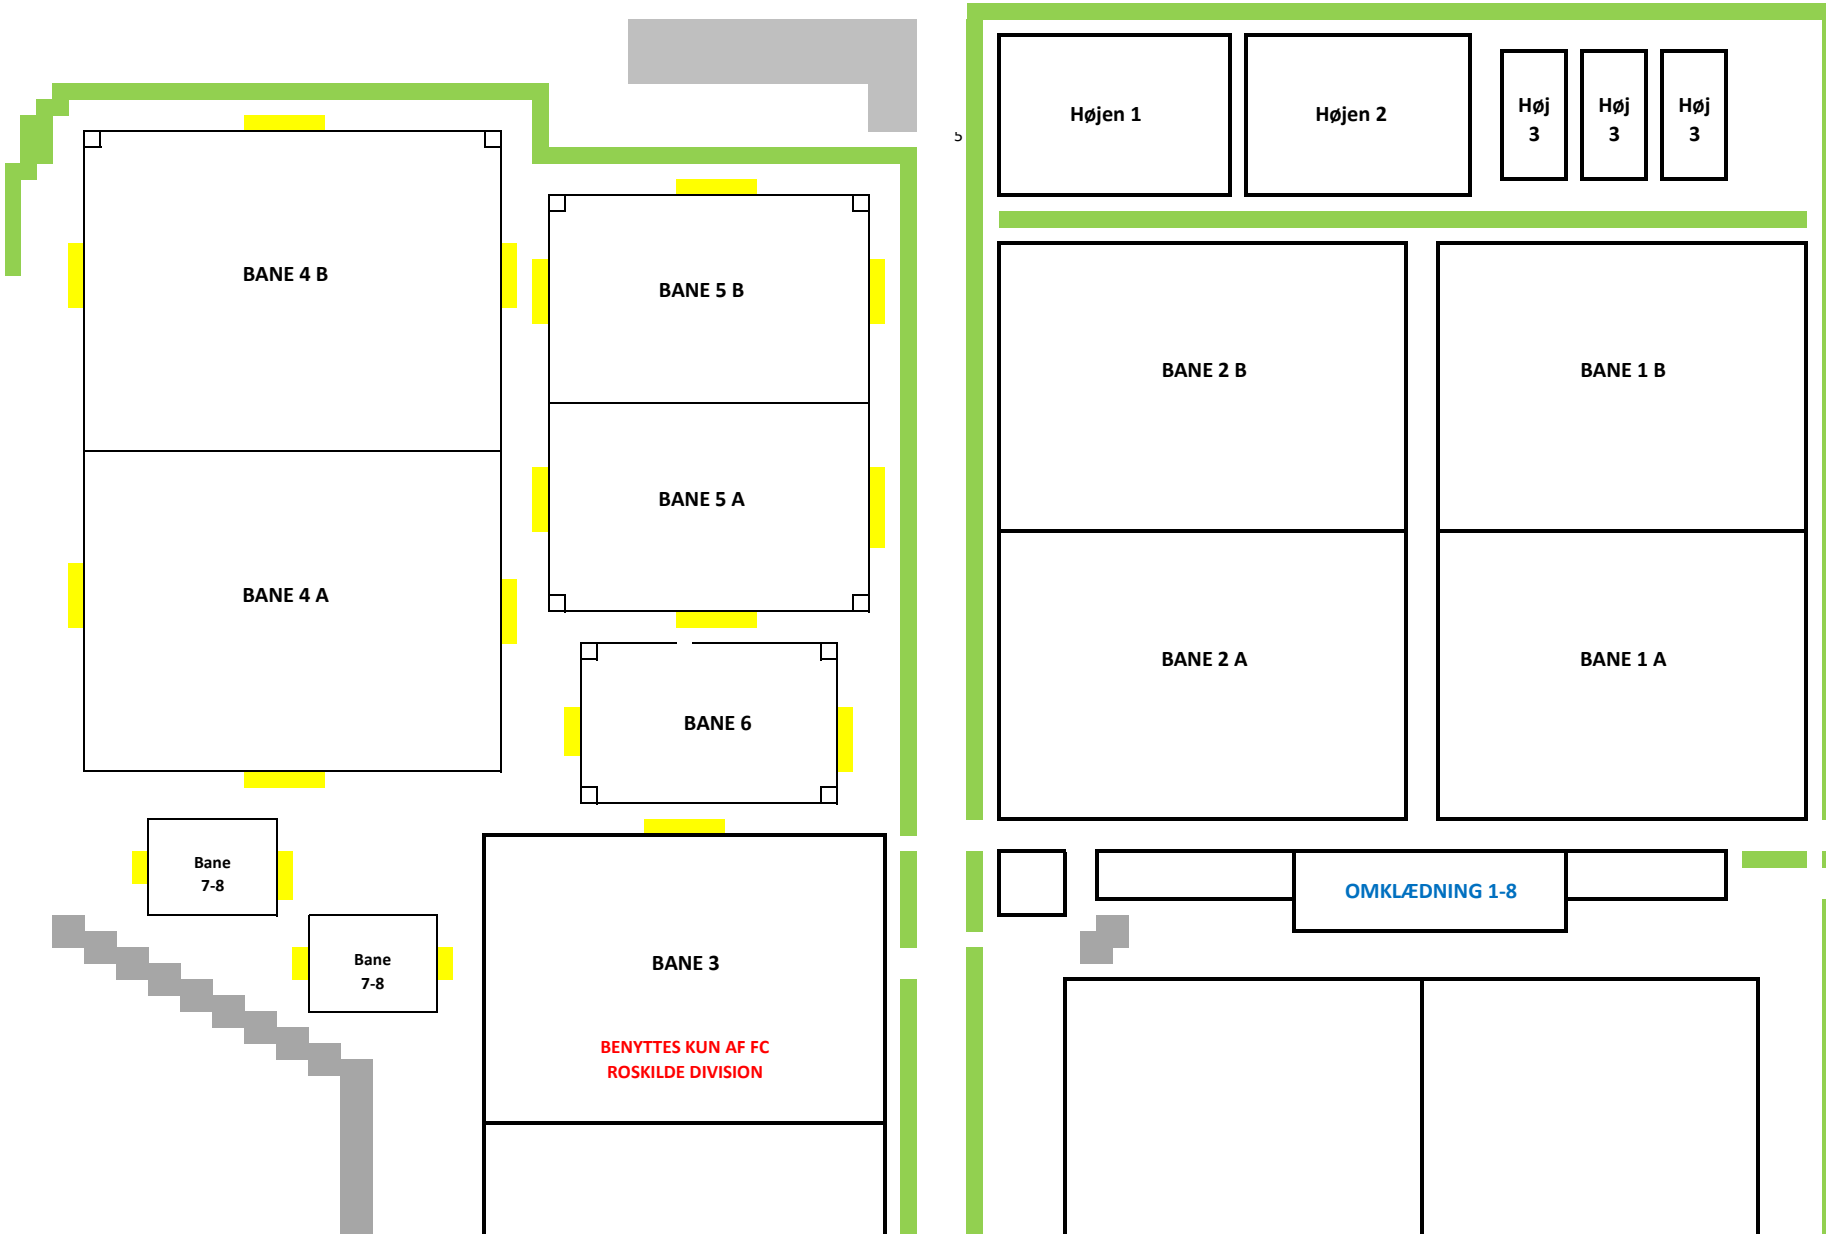 Højen 1
Højen 2
Høj
3
Høj
3
Høj
3
5
BANE 4 B
BANE 5 B
BANE 2 B
BANE 1 B
BANE 5 A
BANE 4 A
BANE 2 A
BANE 1 A
BANE 6
Bane
7-8
OMKLÆDNING 1-8
Bane
7-8
BANE 3
BENYTTES KUN AF FC
ROSKILDE DIVISION